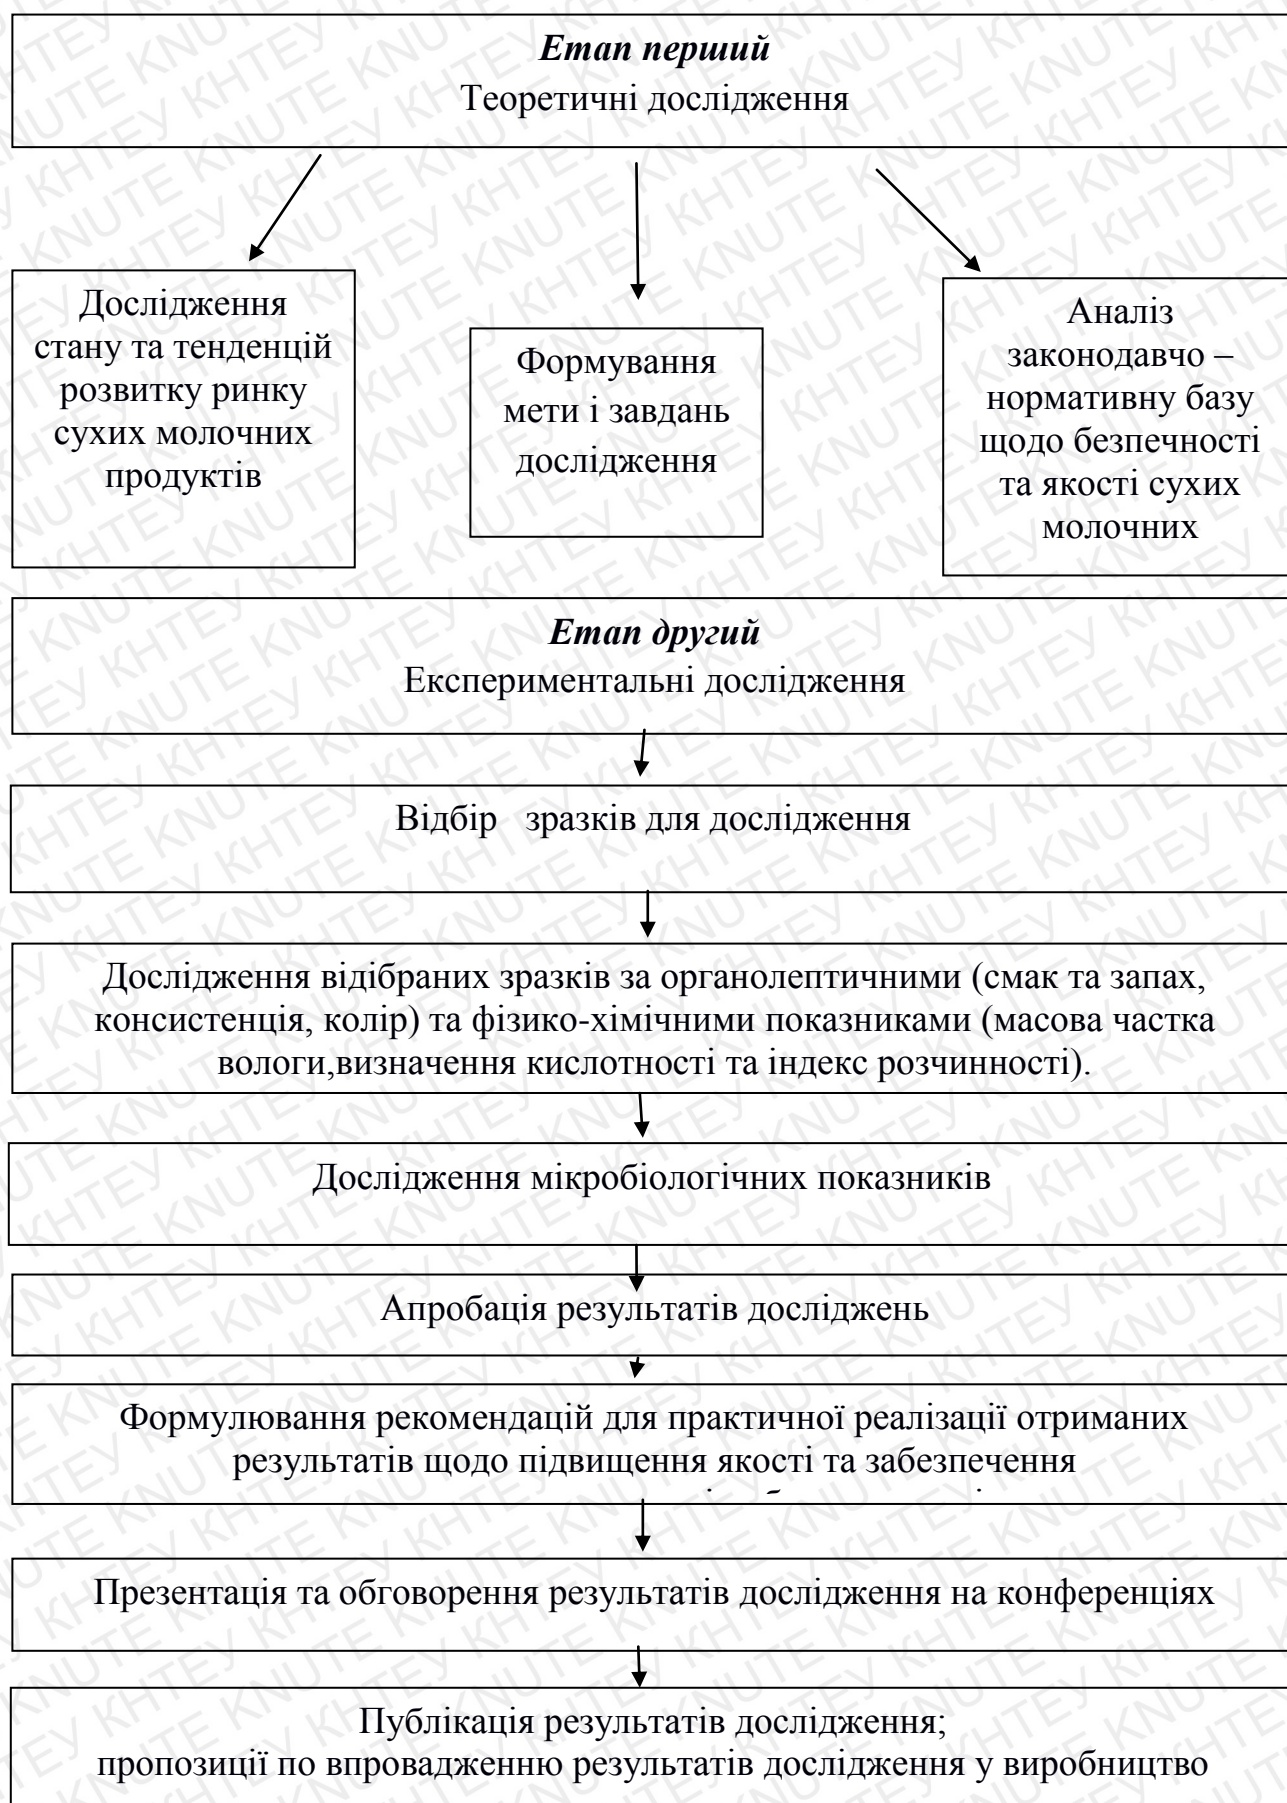 Етап перший
Теоретичні дослідження
Дослідження
стану та тенденцій
розвитку ринку
сухих молочних
продуктів
Формування
мети і завдань
дослідження
Аналіз
законодавчо –
нормативну базу
щодо безпечності
та якості сухих
молочних
Етап другий
Експериментальні дослідження
Відбір зразків для дослідження
Дослідження відібраних зразків за органолептичними (смак та запах,
консистенція, колір) та фізико-хімічними показниками (масова частка
вологи,визначення кислотності та індекс розчинності).
Дослідження мікробіологічних показників
Апробація результатів досліджень
Формулювання рекомендацій для практичної реалізації отриманих
результатів щодо підвищення якості та забезпечення
Презентація та обговорення результатів дослідження на конференціях
Публікація результатів дослідження;
пропозиції по впровадженню результатів дослідження у виробництво